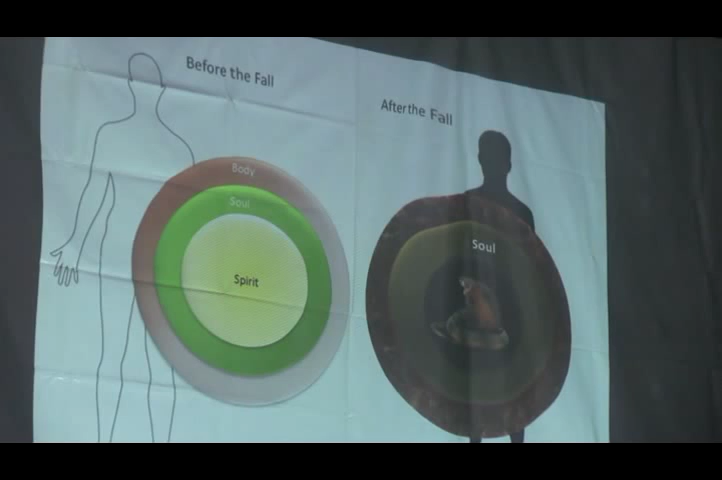 Before the Fall
Body
Soul
Spirit
After the Fall
Soul